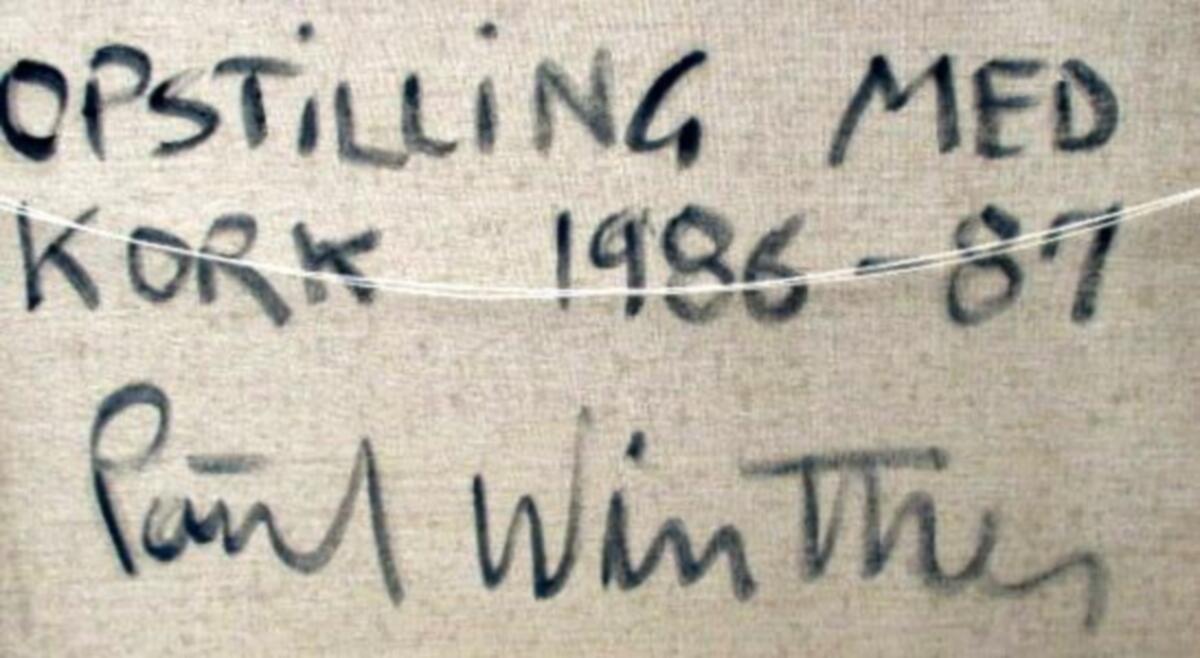 OPSTiLLiNG MED
KORK 1986-87
Poul Winther